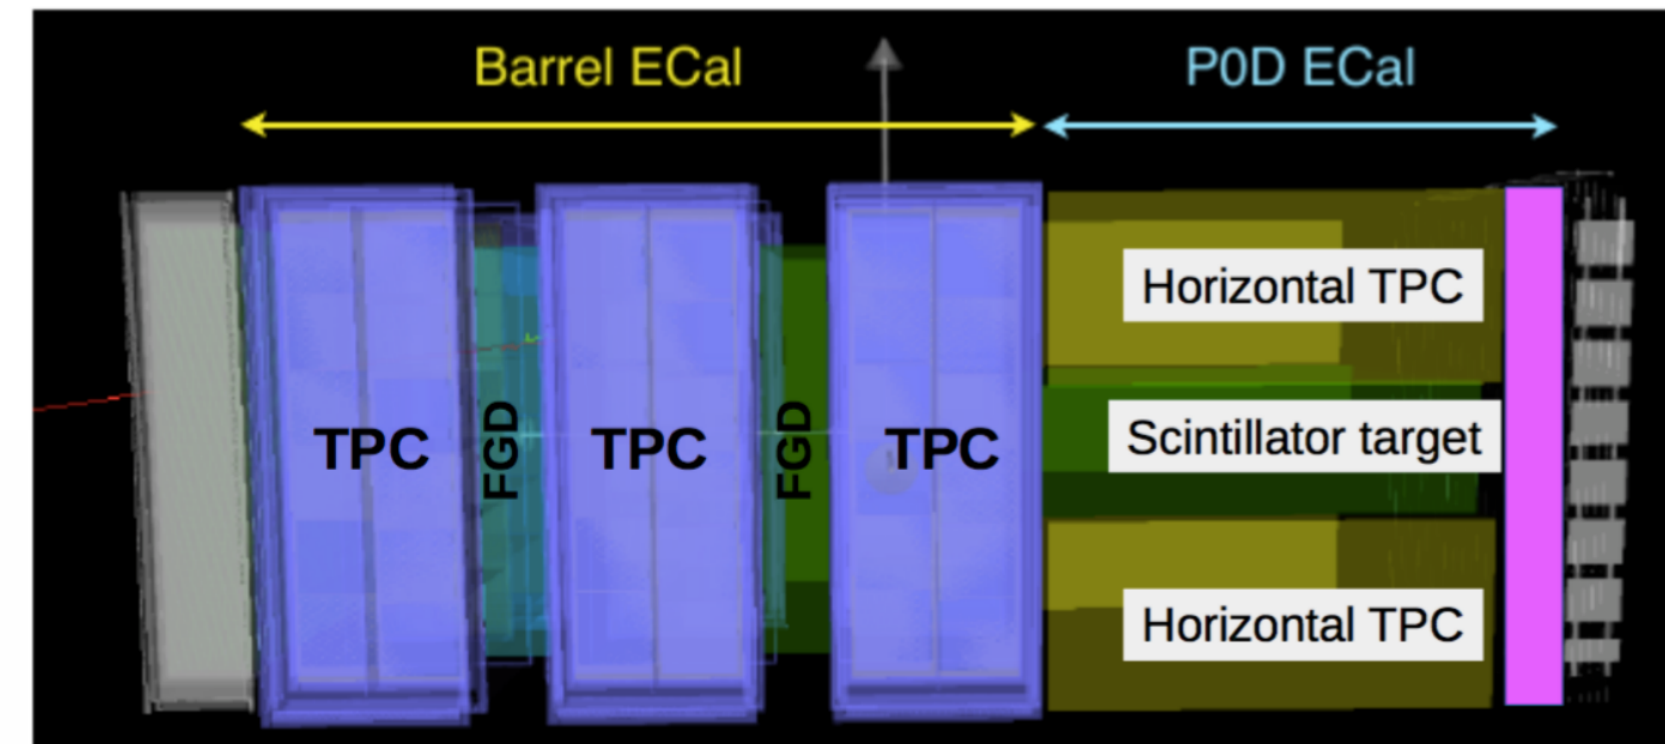 Barrel ECal
P0D ECal
Horizontal TPC
TPC
FGD
TPC
FGD
TPC
Scintillator target
Horizontal TPC